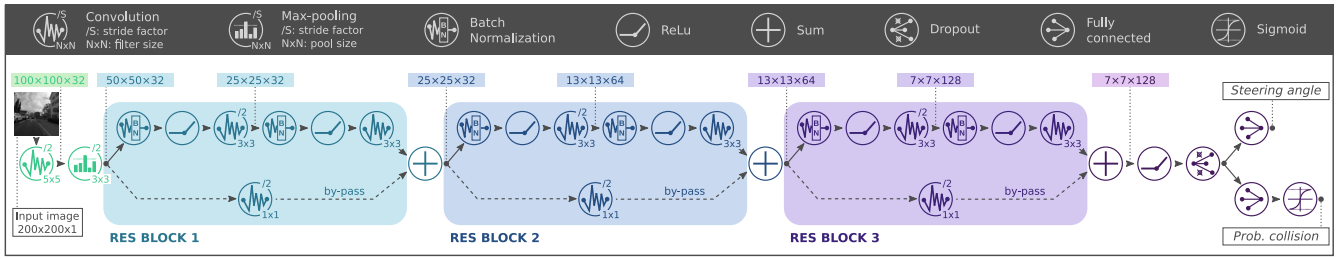 /S
NxN
Convolution
/S: stride factor
NxN: filter size
/S
NxN
Max-pooling
/S: stride factor
NxN: pool size
B
N
Batch
Normalization
ReLu
Sum
Dropout
Fully
connected
Sigmoid
100×100×32
50×50×32
25×25×32
25×25×32
13×13×64
13×13×64
7×7×128
7×7×128
Steering angle
/2
5x5
/2
3x3
B
N
/2
3x3
B
N
3x3
B
N
/2
3x3
B
N
3x3
B
N
/2
3x3
B
N
3x3
/2
1x1
by-pass
/2
1x1
by-pass
/2
1x1
by-pass
Input image
200x200x1
RES BLOCK 1
RES BLOCK 2
RES BLOCK 3
Prob. collision